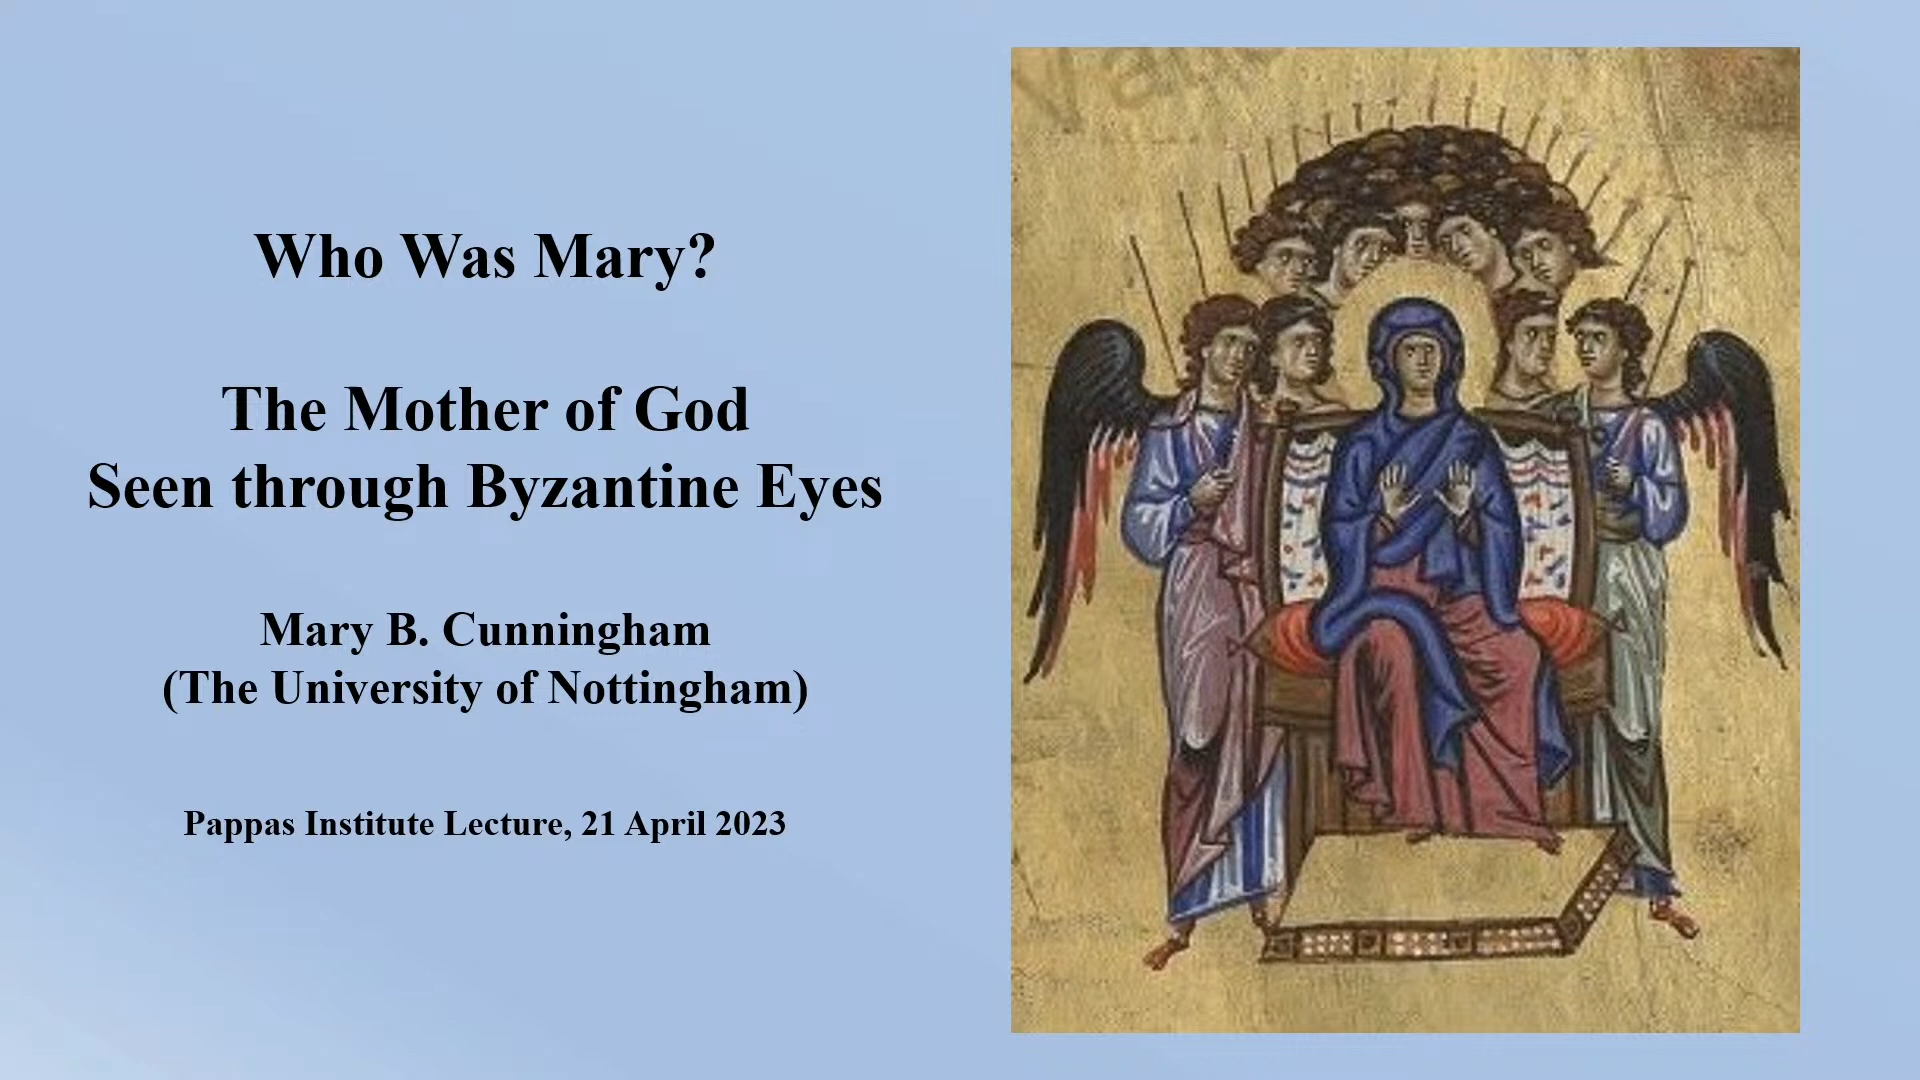 Who Was Mary?
The Mother of God
Seen through Byzantine Eyes
Mary B. Cunningham
(The University of Nottingham)
Pappas Institute Lecture, 21 April 2023